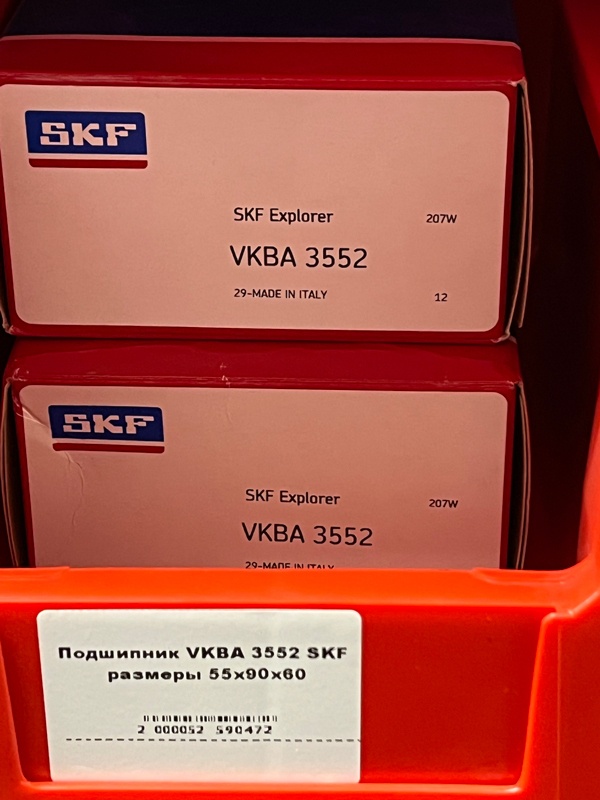 SKF
SKF Explorer 207W
VKBA 3552
29-MADE IN ITALY 12
SKF
SKF Explorer 207W
VKBA 3552
29-MADE IN ITALY
Подшипник VKBA 3552 SKF
размеры 55x90x60
2 000052 590472